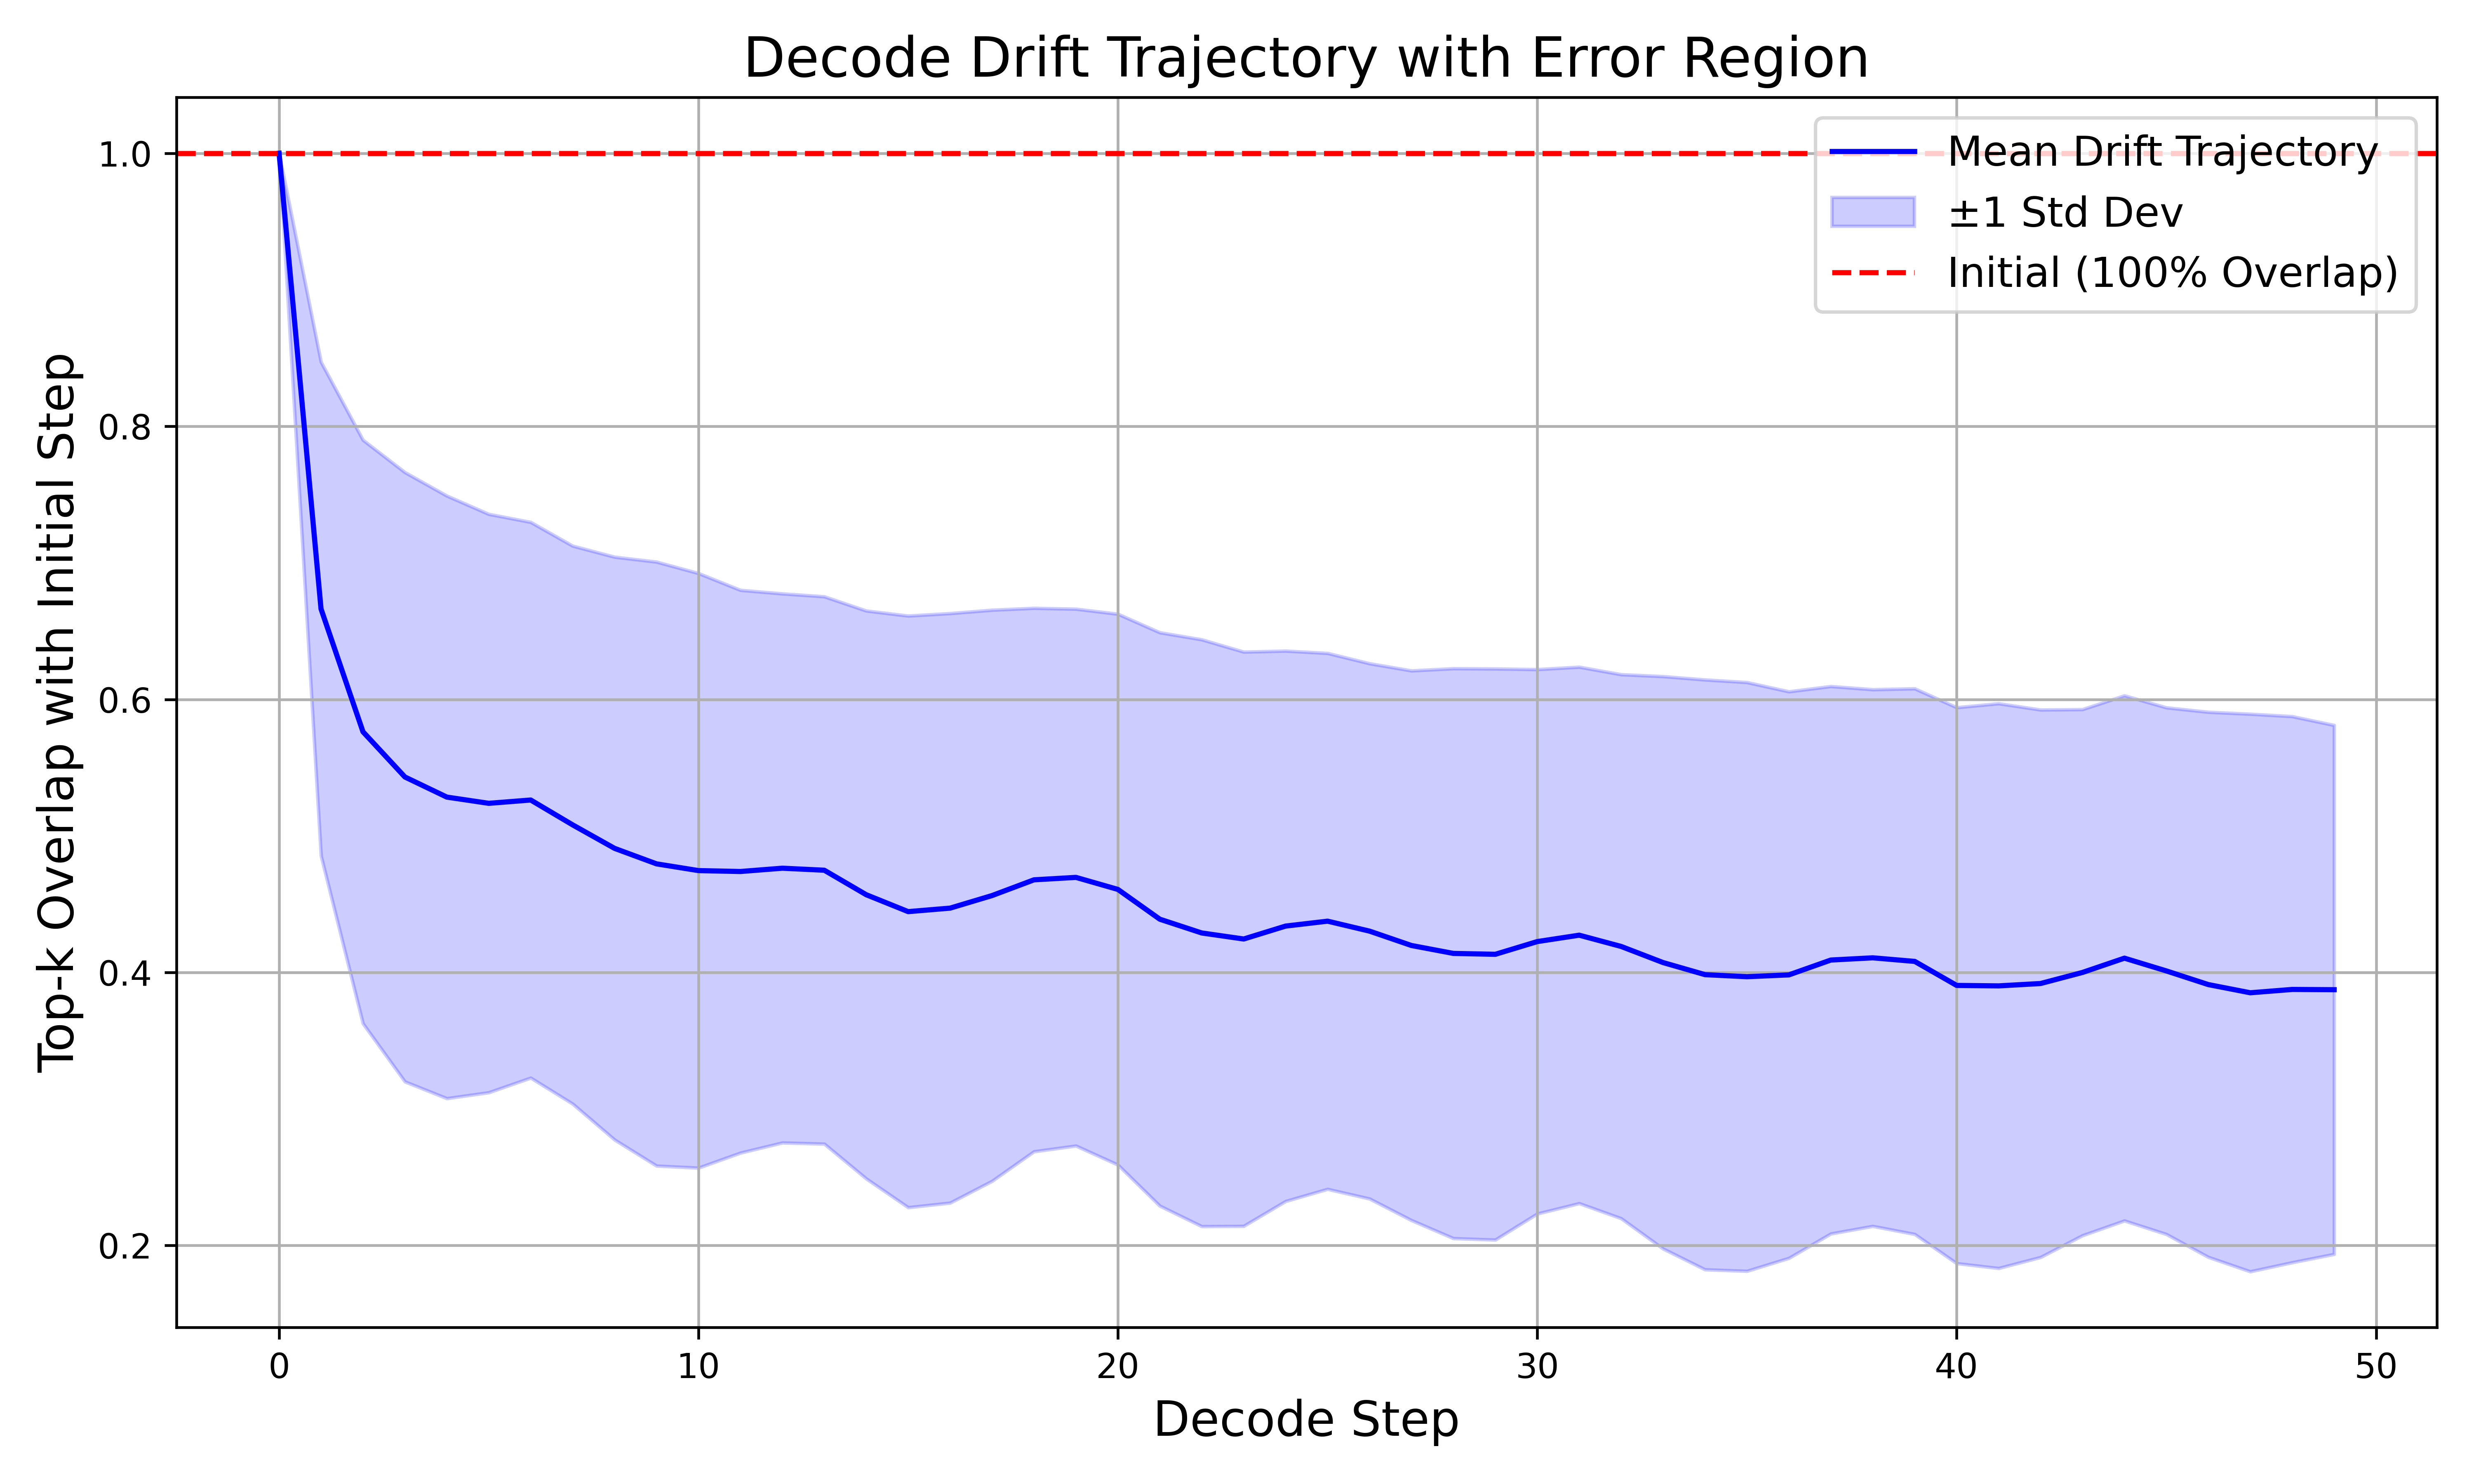 Decode Drift Trajectory with Error Region
Top-k Overlap with Initial Step
1.0
0.8
0.6
0.4
0.2
Mean Drift Trajectory
±1 Std Dev
Initial (100% Overlap)
0 10 20 30 40 50
Decode Step